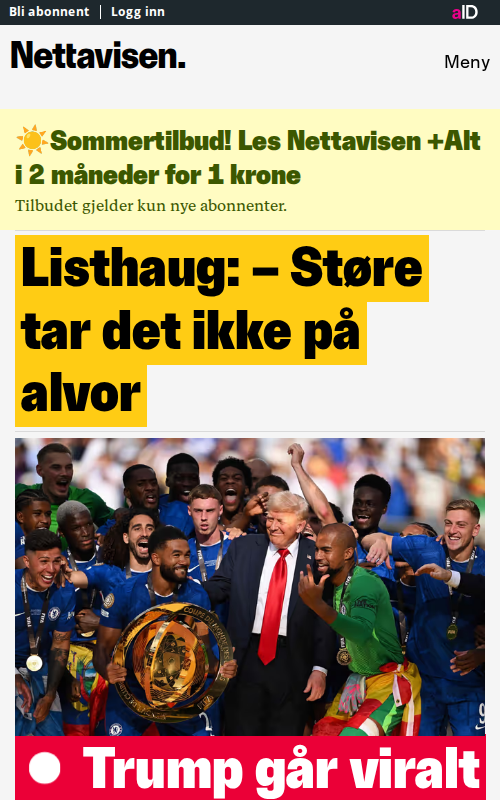 Bli abonnent | Logg inn
aID
Nettavisen.
Meny
☀️Sommertilbud! Les Nettavisen +Alt
i 2 måneder for 1 krone
Tilbudet gjelder kun nye abonnenter.
Listhaug: – Støre
tar det ikke på
alvor
Trump går viralt